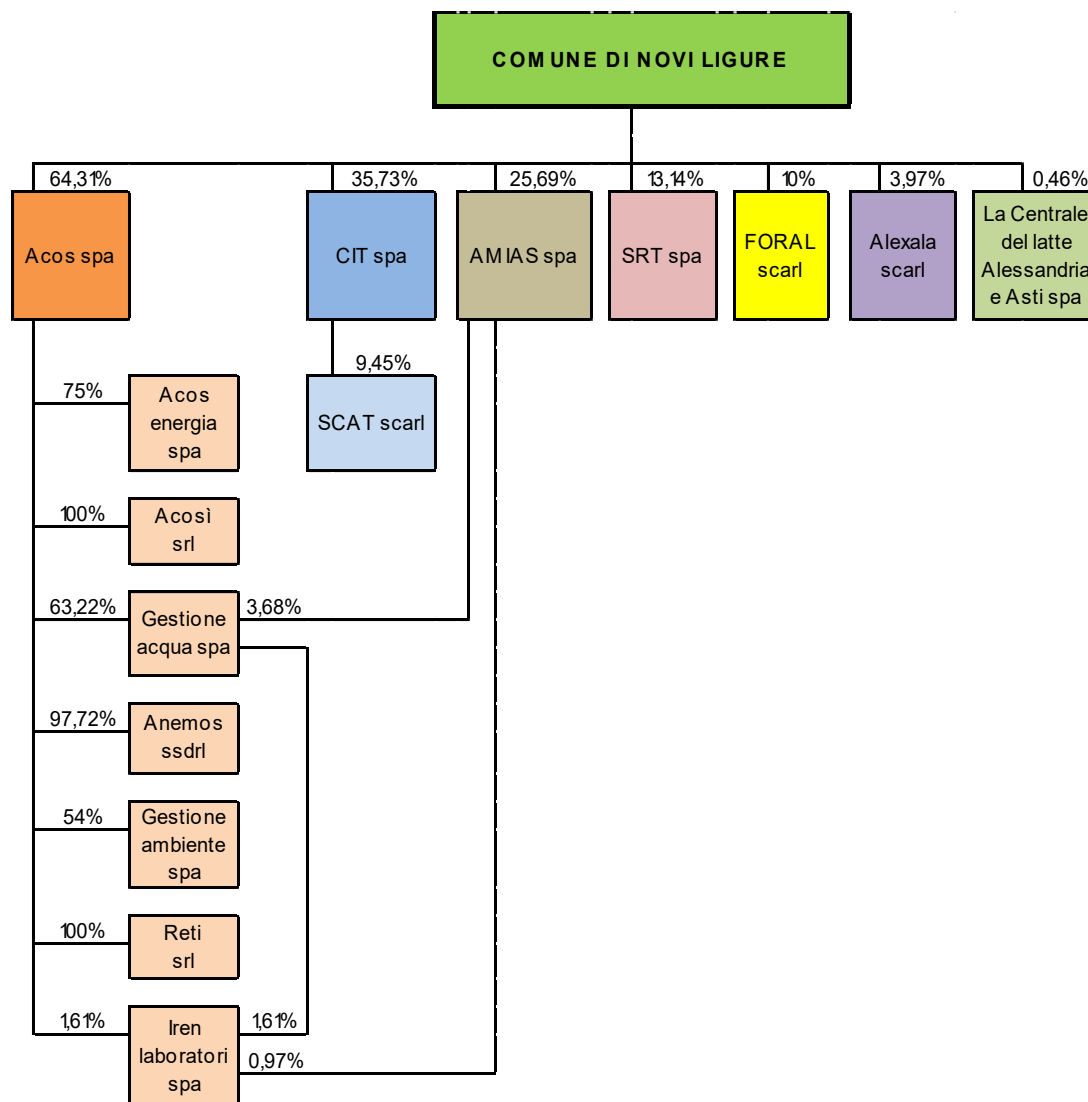 COMUNE DI NOVI LIGURE
64,31%
35,73%
25,69%
13,14%
10%
3,97%
0,46%
Acos spa
CIT spa
AMIAS spa
SRT spa
FORAL
scarl
Alexala
scarl
La Centrale
del latte
Alessandria
e Asti spa
9,45%
SCAT scarl
75%
Acos
energia
spa
100%
Acosì
srl
63,22%
Gestione
acqua spa
3,68%
97,72%
Anemos
ssdrl
54%
Gestione
ambiente
spa
100%
Reti
srl
1,61%
Iren
laboratori
spa
1,61%
0,97%